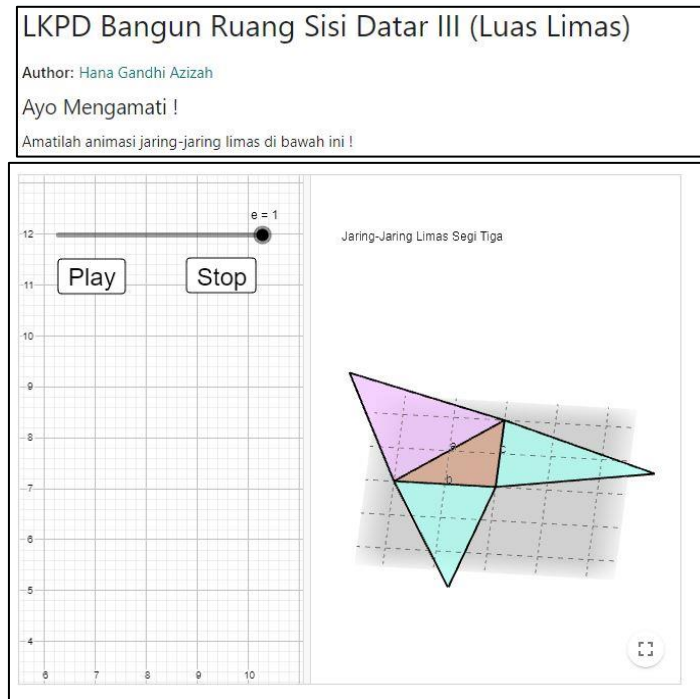 LKPD Bangun Ruang Sisi Datar III (Luas Limas)
Author: Hana Gandhi Azizah
Ayo Mengamati !
Amatilah animasi jaring-jaring limas di bawah ini !
e = 1
12
Play Stop
11
10
9
8
7
6
5
4
6 7 8 9 10
Jaring-Jaring Limas Segi Tiga
a
c
b